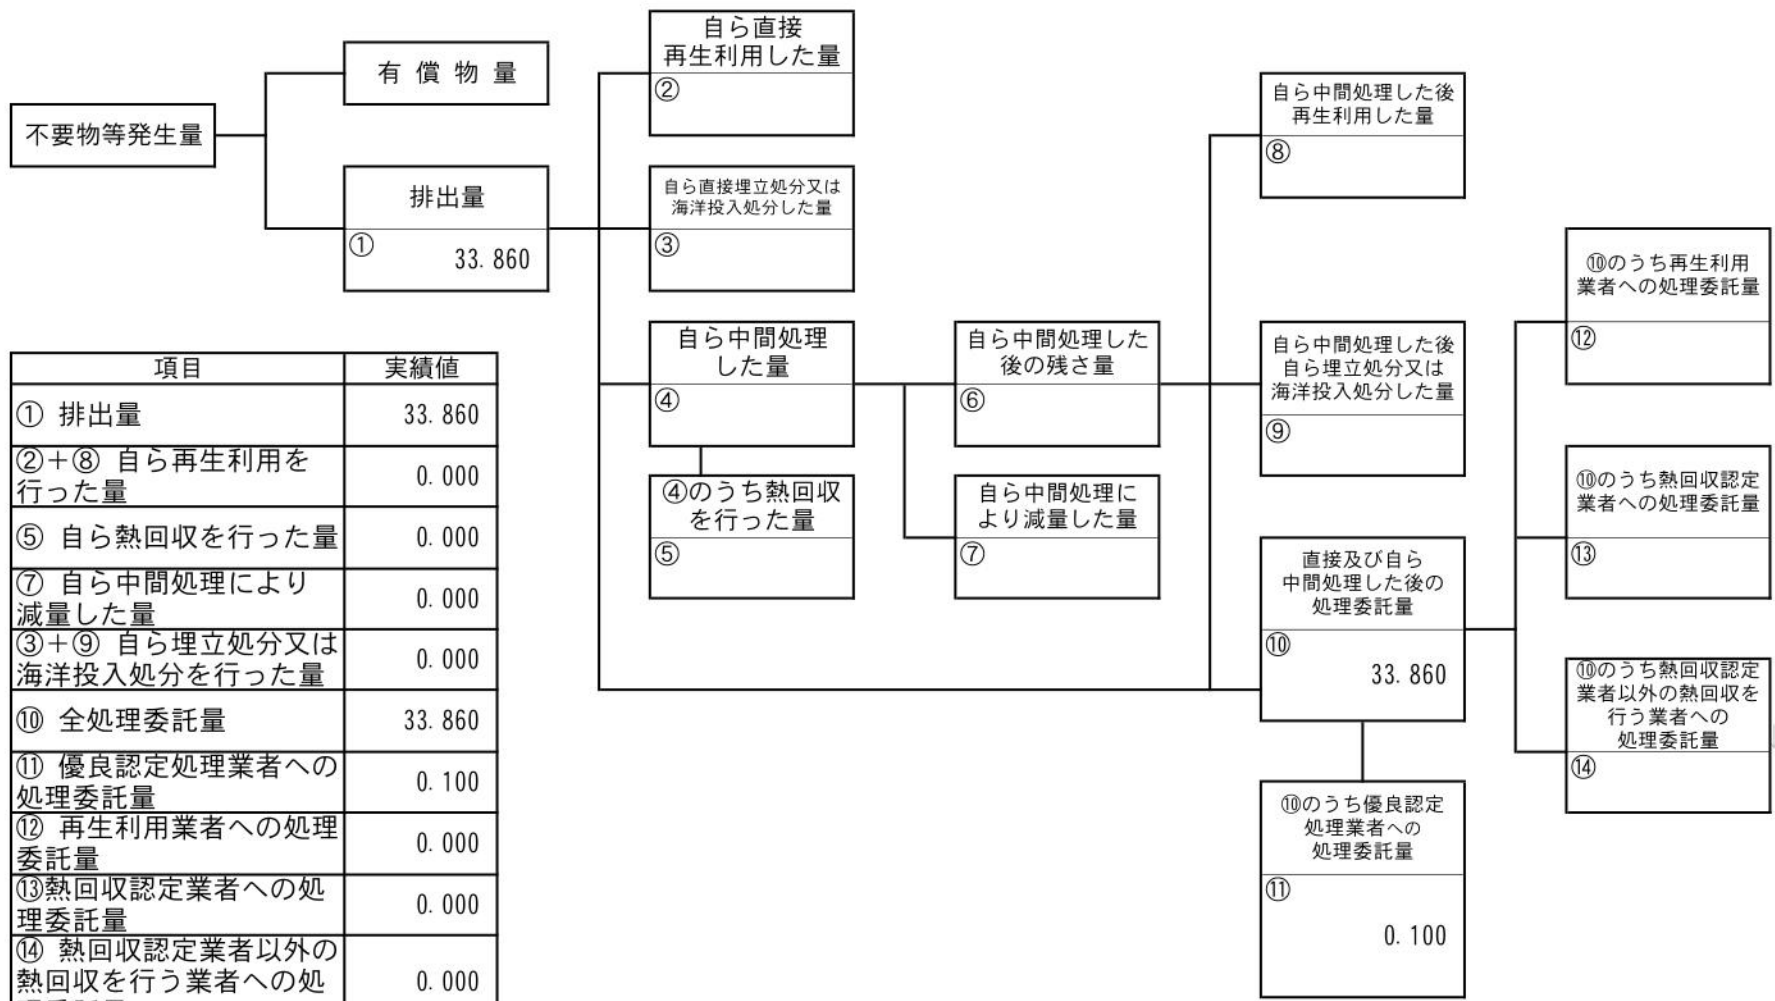 不要物等発生量
有償物量
排出量
①
33.860
自ら直接
再生利用した量
②
自ら直接埋立処分又は
海洋投入処分した量
③
自ら中間処理
した量
④
④のうち熱回収
を行った量
⑤
自ら中間処理した
後の残さ量
⑥
自ら中間処理に
より減量した量
⑦
自ら中間処理した後
再生利用した量
⑧
自ら中間処理した後
自ら埋立処分又は
海洋投入処分した量
⑨
直接及び自ら
中間処理した後の
処理委託量
⑩
33.860
⑩のうち優良認定
処理業者への
処理委託量
⑪
0.100
⑩のうち再生利用
業者への処理委託量
⑫
⑩のうち熱回収認定
業者への処理委託量
⑬
⑩のうち熱回収認定
業者以外の熱回収を
行う業者への
処理委託量
⑭
項目 実績値
① 排出量 33.860
②+⑧ 自ら再生利用を
行った量 0.000
⑤ 自ら熱回収を行った量 0.000
⑦ 自ら中間処理により
減量した量 0.000
③+⑨ 自ら埋立処分又は
海洋投入処分を行った量 0.000
⑩ 全処理委託量 33.860
⑪ 優良認定処理業者への
処理委託量 0.100
⑫ 再生利用業者への処理
委託量 0.000
⑬熱回収認定業者への処
理委託量 0.000
⑭ 熱回収認定業者以外の
熱回収を行う業者への処 0.000